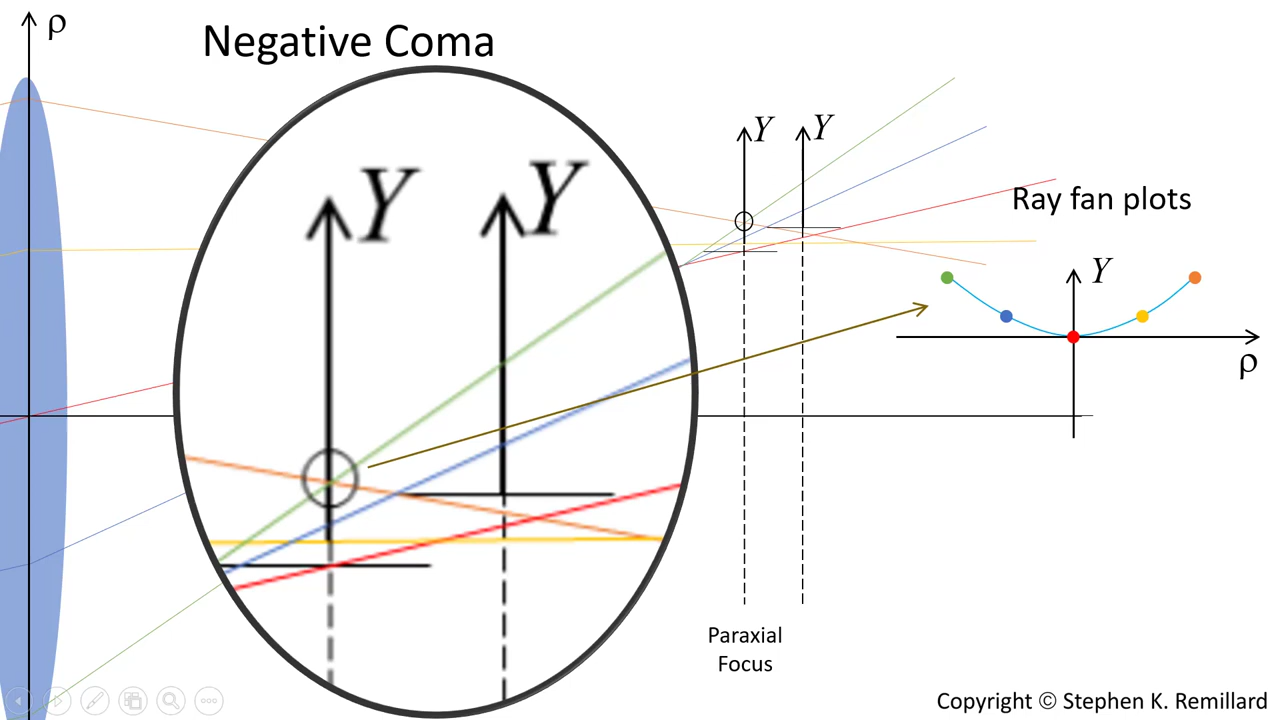 ρ
Negative Coma
Y Y
Y Y
Ray fan plots
Y
ρ
Paraxial
Focus
Copyright © Stephen K. Remillard